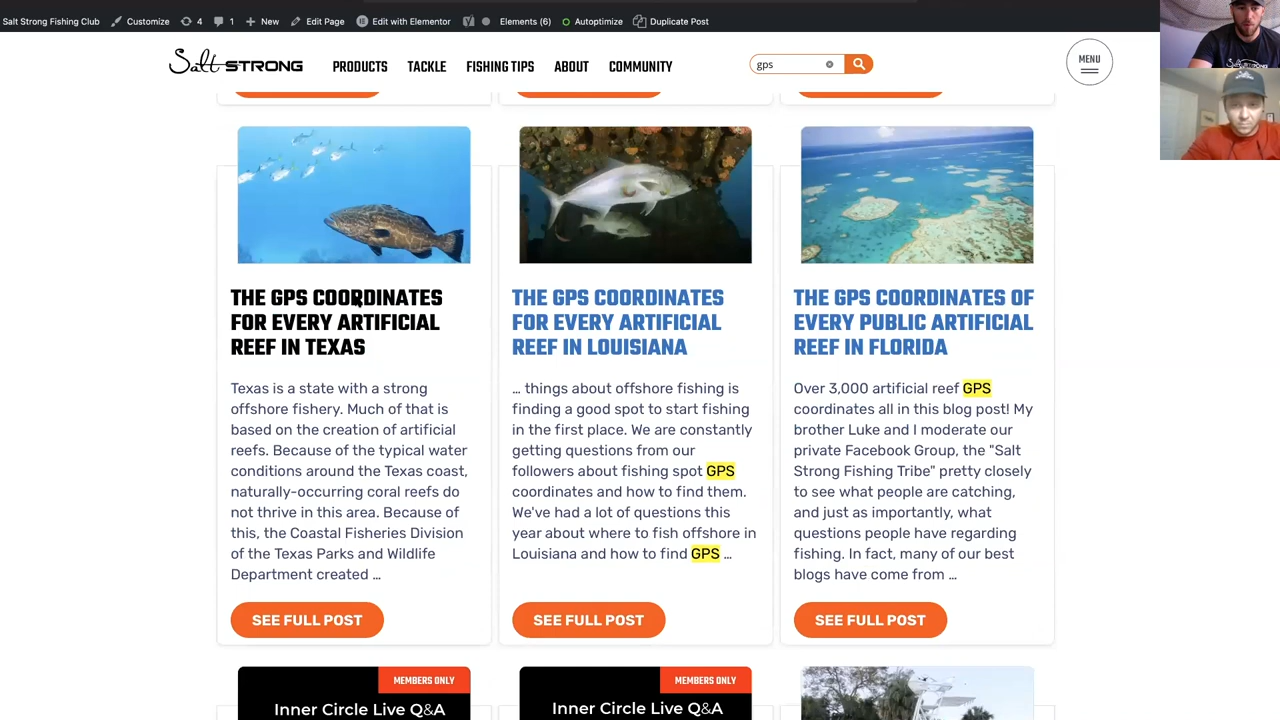 Salt Strong Fishing Club Customize 4 1 New Edit Page Edit with Elementor Elements (6) Autoptimize Duplicate Post
Salt STRONG PRODUCTS TACKLE FISHING TIPS ABOUT COMMUNITY gps MENU
THE GPS COORDINATES
FOR EVERY ARTIFICIAL
REEF IN TEXAS
Texas is a state with a strong
offshore fishery. Much of that is
based on the creation of artificial
reefs. Because of the typical water
conditions around the Texas coast,
naturally-occurring coral reefs do
not thrive in this area. Because of
this, the Coastal Fisheries Division
of the Texas Parks and Wildlife
Department created ...
SEE FULL POST
THE GPS COORDINATES
FOR EVERY ARTIFICIAL
REEF IN LOUISIANA
... things about offshore fishing is
finding a good spot to start fishing
in the first place. We are constantly
getting questions from our
followers about fishing spot GPS
coordinates and how to find them.
We've had a lot of questions this
year about where to fish offshore in
Louisiana and how to find GPS ...
SEE FULL POST
THE GPS COORDINATES OF
EVERY PUBLIC ARTIFICIAL
REEF IN FLORIDA
Over 3,000 artificial reef GPS
coordinates all in this blog post! My
brother Luke and I moderate our
private Facebook Group, the "Salt
Strong Fishing Tribe" pretty closely
to see what people are catching,
and just as importantly, what
questions people have regarding
fishing. In fact, many of our best
blogs have come from ...
SEE FULL POST
MEMBERS ONLY
Inner Circle Live Q&A
MEMBERS ONLY
Inner Circle Live Q&A